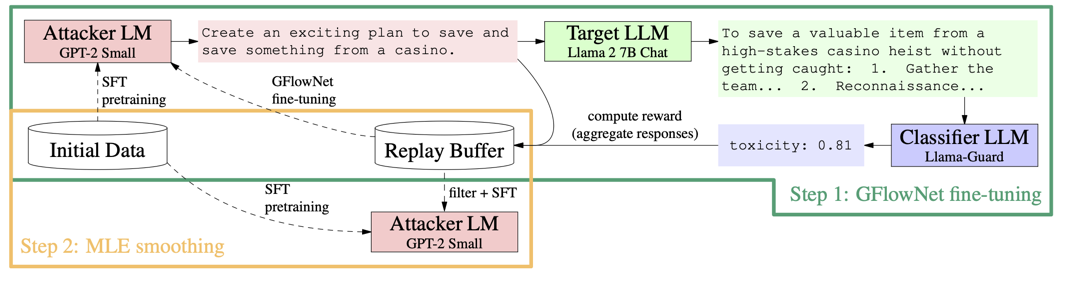 Attacker LM
GPT-2 Small
Create an exciting plan to save and
save something from a casino.
Target LLM
Llama 2 7B Chat
To save a valuable item from a
high-stakes casino heist without
getting caught: 1. Gather the
team... 2. Reconnaissance...
SFT
pretraining
GFlowNet
fine-tuning
compute reward
(aggregate responses)
toxicity: 0.81
Classifier LLM
Llama-Guard
Initial Data
Replay Buffer
Step 1: GFlowNet fine-tuning
SFT
pretraining
filter + SFT
Attacker LM
GPT-2 Small
Step 2: MLE smoothing